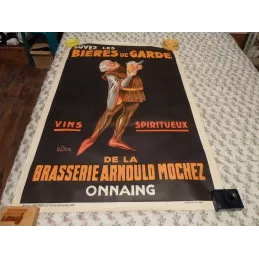 BUVEZ LES
BIÈRES DE GARDE
VINS SPIRITUEUX
DE LA
BRASSERIE ARNOULD MOCHEZ
ONNAING